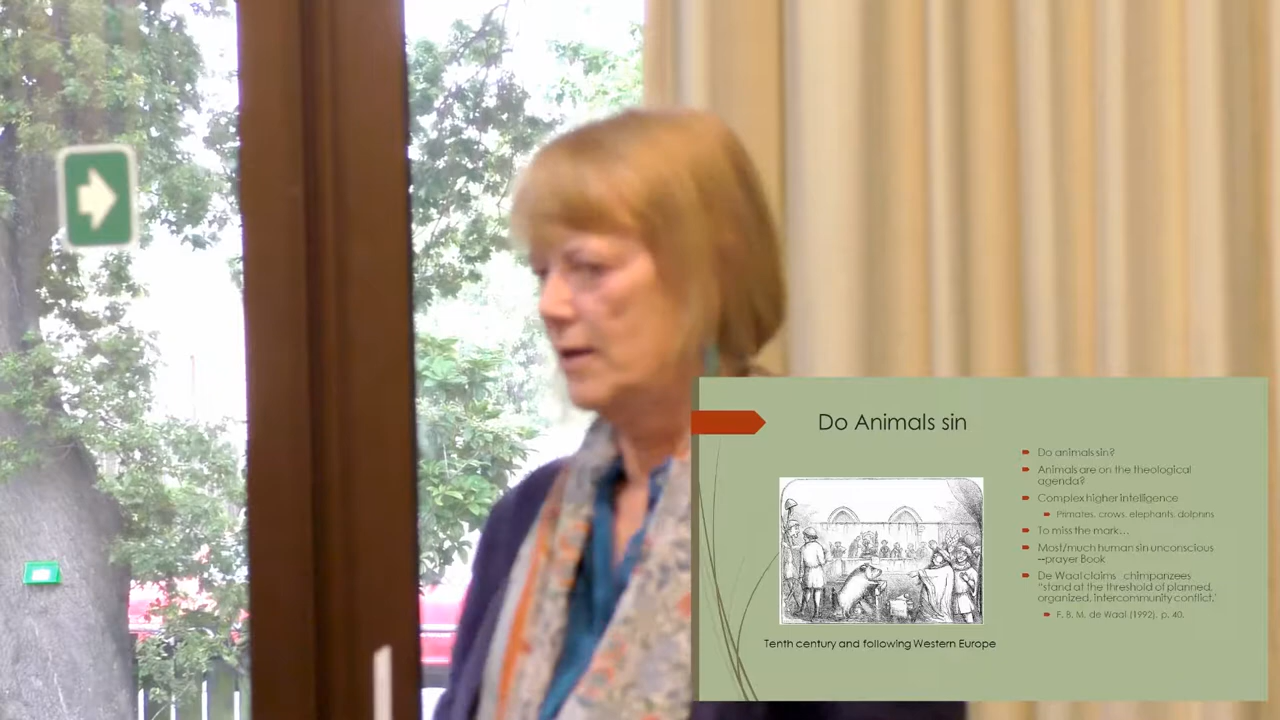 Do Animals sin
Do animals sin?
Animals are on the theological
agenda?
Complex higher intelligence
Primates, crows, elephants, dolphins
To miss the mark…
Most/much human sin unconscious
--prayer Book
De Waal claims chimpanzees
“stand at the threshold of planned,
organized, intercommunity conflict.'
F. B. M. de Waal (1992), p. 40.
Tenth century and following Western Europe